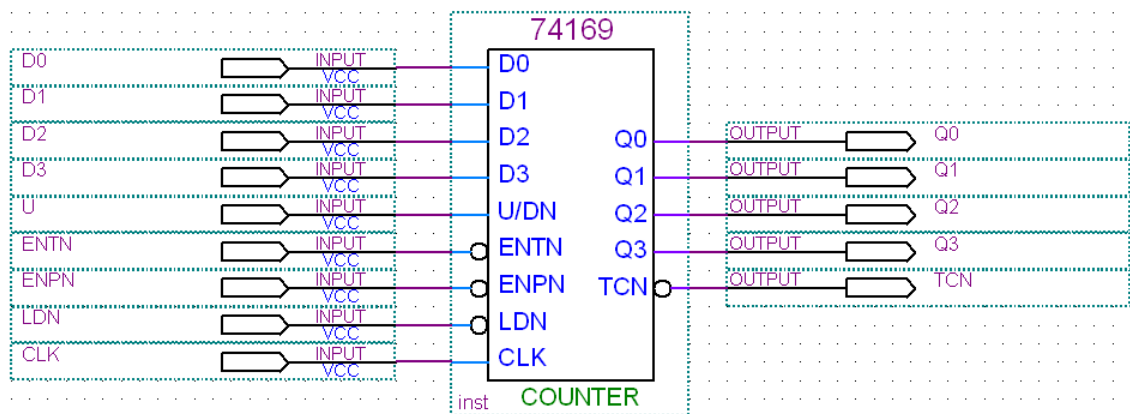 74169
D0 INPUT VCC D0
D1 INPUT VCC D1
D2 INPUT VCC D2 Q0 OUTPUT Q0
D3 INPUT VCC D3 Q1 OUTPUT Q1
U INPUT VCC U/DN Q2 OUTPUT Q2
ENTN INPUT VCC ENTN Q3 OUTPUT Q3
ENPN INPUT VCC ENPN TCN OUTPUT TCN
LDN INPUT VCC LDN
CLK INPUT VCC CLK
inst COUNTER